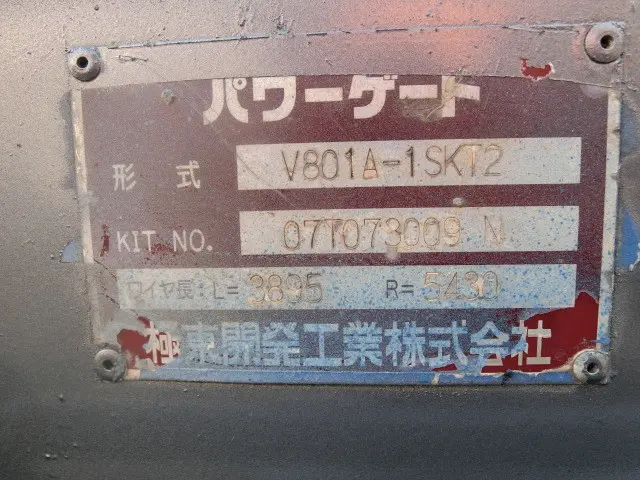 パワーゲート
形式 V801A-1SKT2
KIT NO. 07T073009 N
ワイヤ長:L= 3895 R= 5430
極東開発工業株式会社